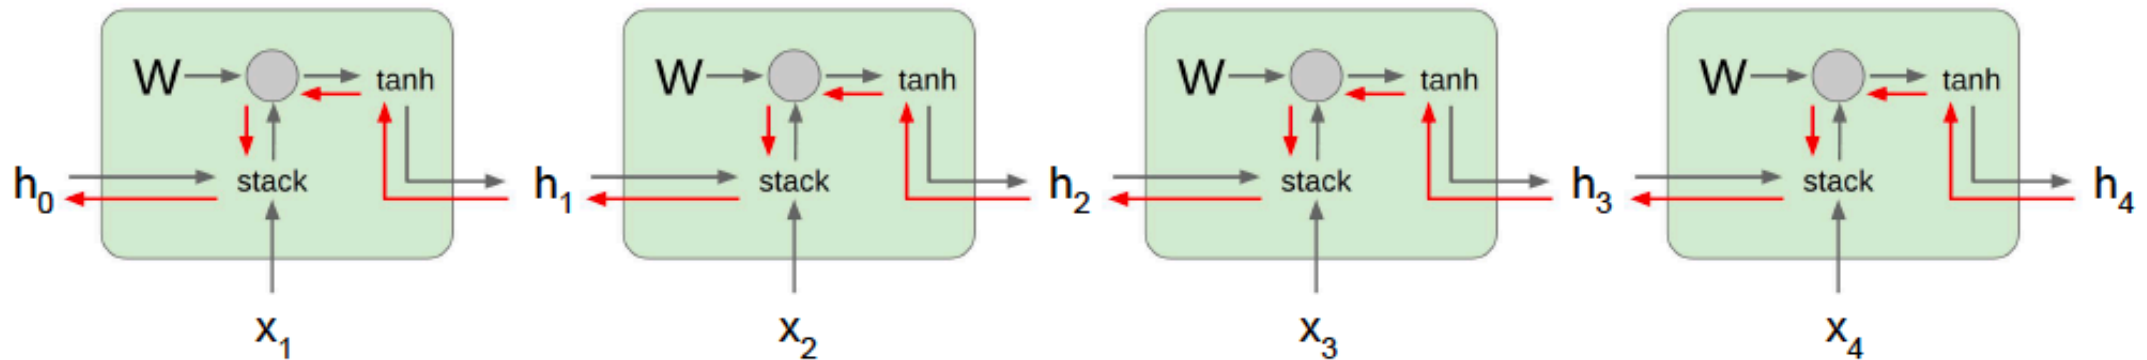 W tanh W tanh W tanh W tanh
h₀ stack h₁ stack h₂ stack h₃ stack h₄
x₁ x₂ x₃ x₄